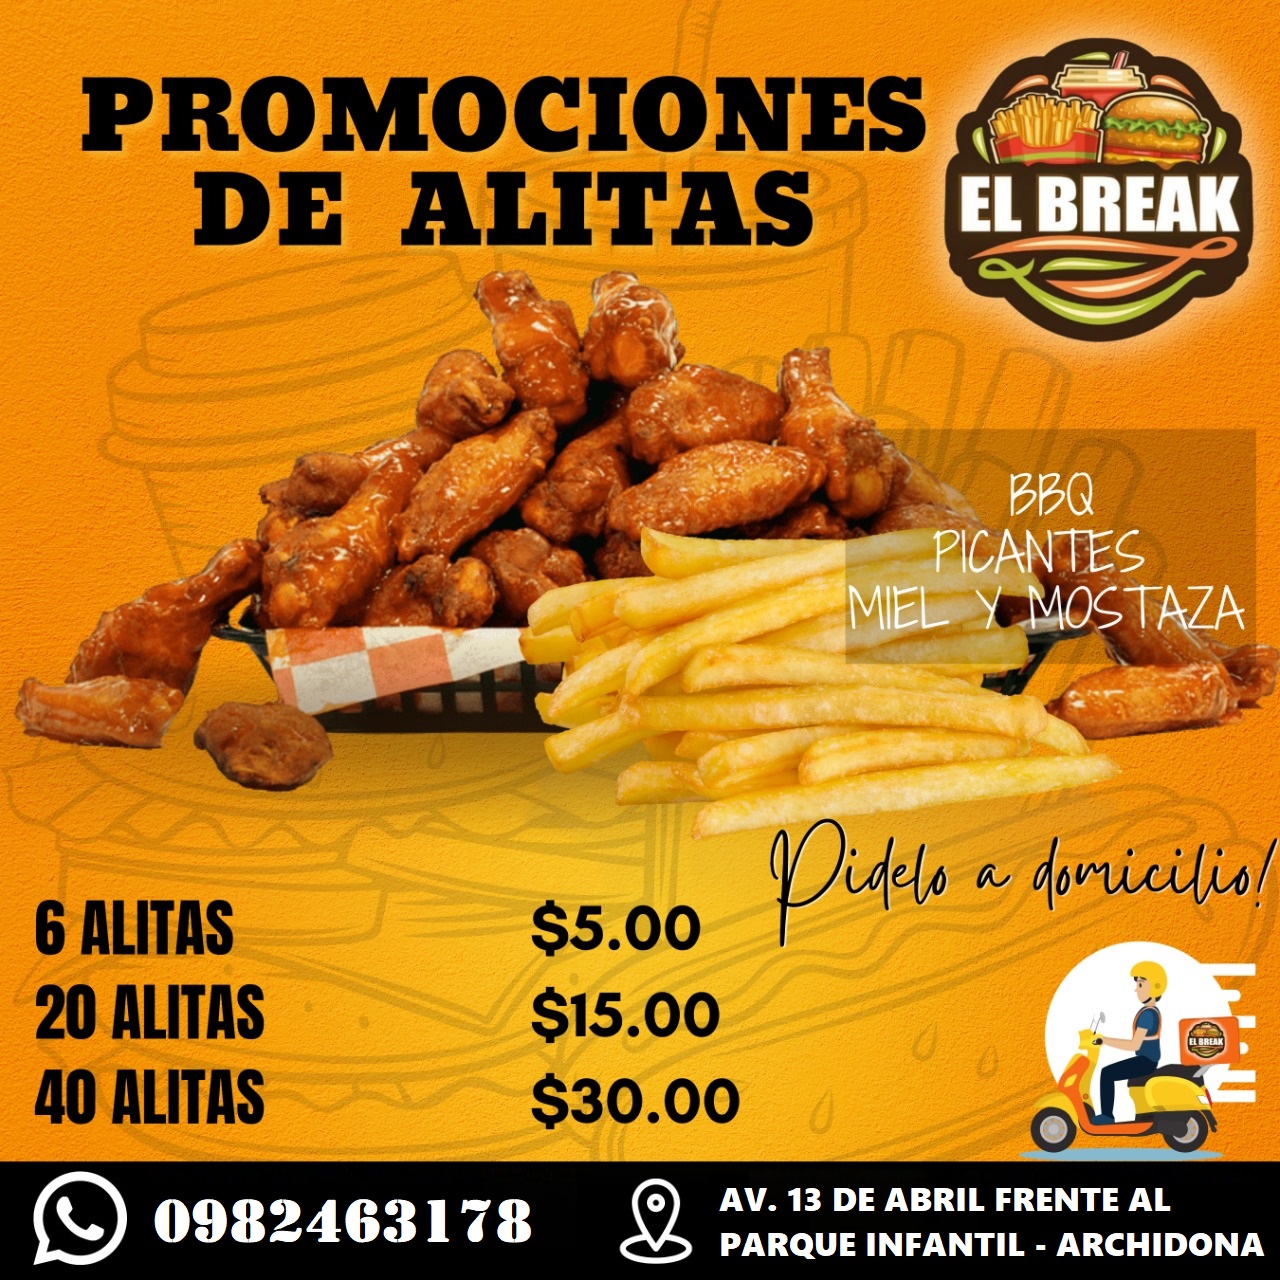 PROMOCIONES
DE ALITAS
EL BREAK
BBQ
PICANTES
MIEL Y MOSTAZA
Pidelo a domicilio!
6 ALITAS $5.00
20 ALITAS $15.00
40 ALITAS $30.00
EL BREAK
0982463178
AV. 13 DE ABRIL FRENTE AL
PARQUE INFANTIL - ARCHIDONA